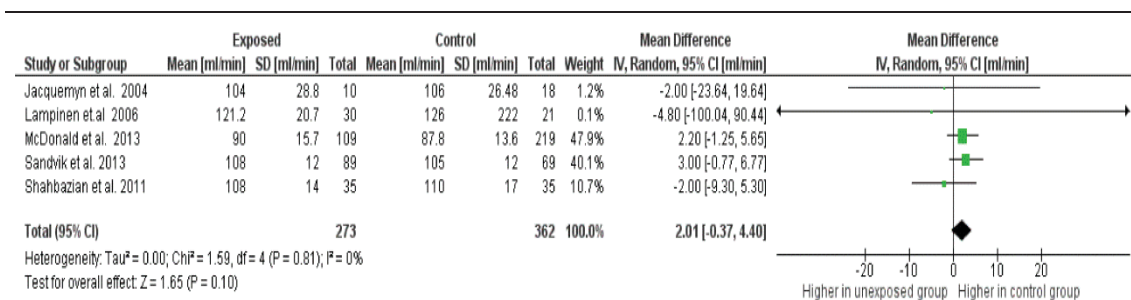 Exposed Control Mean Difference Mean Difference
Study or Subgroup Mean [ml/min] SD [ml/min] Total Mean [ml/min] SD [ml/min] Total Weight IV, Random, 95% CI [ml/min] IV, Random, 95% CI [ml/min]
Jacquemyn et al. 2004 104 28.8 10 106 26.48 18 1.2% -2.00 [-23.64, 19.64]
Lampinen et.al 2006 121.2 20.7 30 126 222 21 0.1% -4.80 [-100.04, 90.44]
McDonald et al. 2013 90 15.7 109 87.8 13.6 219 47.9% 2.20 [-1.25, 5.65]
Sandvik et al. 2013 108 12 89 105 12 69 40.1% 3.00 [-0.77, 6.77]
Shahbazian et al. 2011 108 14 35 110 17 35 10.7% -2.00 [-9.30, 5.30]
Total (95% CI) 273 362 100.0% 2.01 [-0.37, 4.40]
Heterogeneity: Tau² = 0.00; Chi² = 1.59, df = 4 (P = 0.81); I² = 0%
Test for overall effect: Z = 1.65 (P = 0.10)
-20 -10 0 10 20
Higher in unexposed group Higher in control group